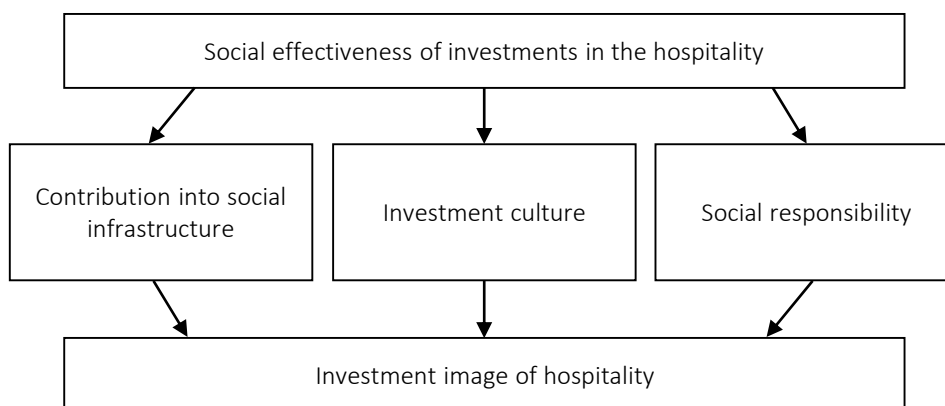 Social effectiveness of investments in the hospitality
Contribution into social
infrastructure
Investment culture
Social responsibility
Investment image of hospitality